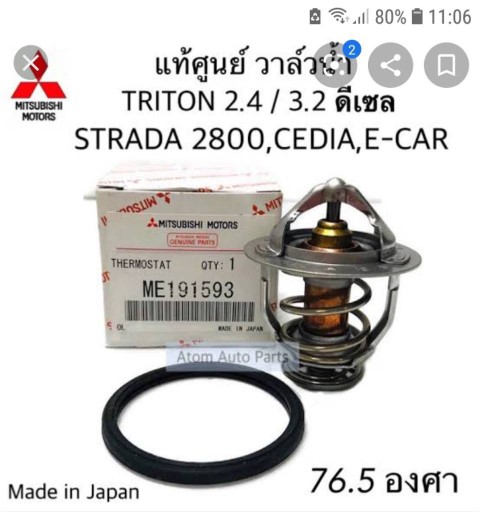 80% 11:06
2
แท้ศูนย์ วาล์วน้ำ
MITSUBISHI
MOTORS
TRITON 2.4 / 3.2 ดีเซล
STRADA 2800,CEDIA,E-CAR
MITSUBISHI MOTORS
GENUINE PARTS
THERMOSTAT QTY: 1
ME191593
OL MADE IN JAPAN
Atom Auto Parts
76.5 องศา
Made in Japan